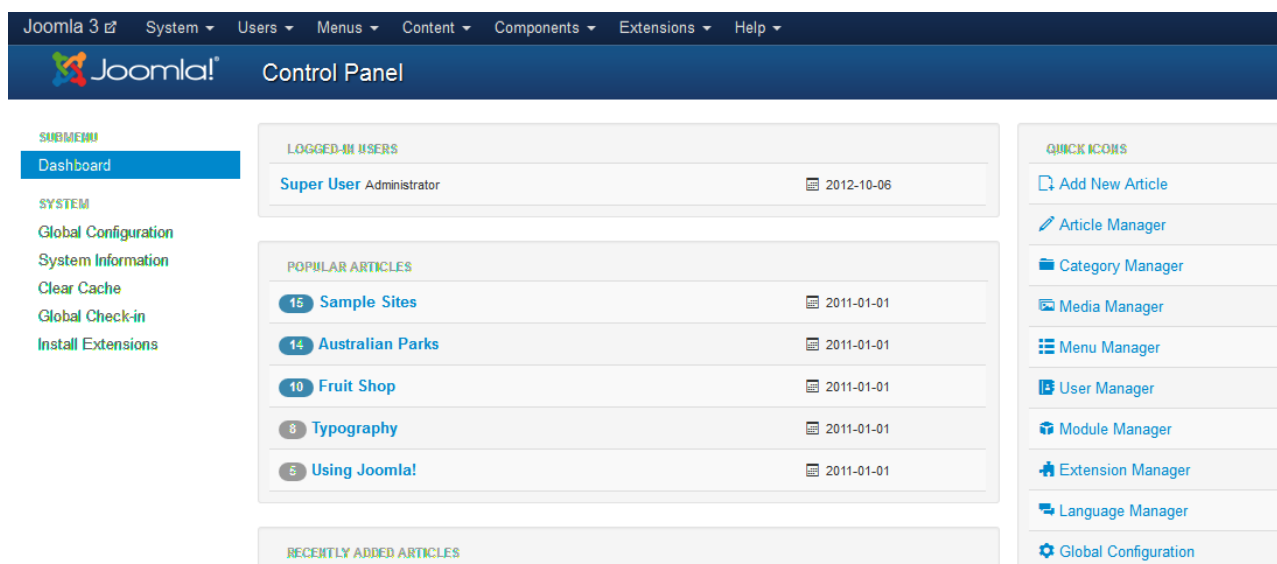 Joomla 3 System Users Menus Content Components Extensions Help
Joomla!® Control Panel
SUBMENU
Dashboard
SYSTEM
Global Configuration
System Information
Clear Cache
Global Check-in
Install Extensions
LOGGED-IN USERS
Super User Administrator 2012-10-06
POPULAR ARTICLES
15 Sample Sites 2011-01-01
14 Australian Parks 2011-01-01
10 Fruit Shop 2011-01-01
8 Typography 2011-01-01
5 Using Joomla! 2011-01-01
RECENTLY ADDED ARTICLES
QUICK ICONS
Add New Article
Article Manager
Category Manager
Media Manager
Menu Manager
User Manager
Module Manager
Extension Manager
Language Manager
Global Configuration